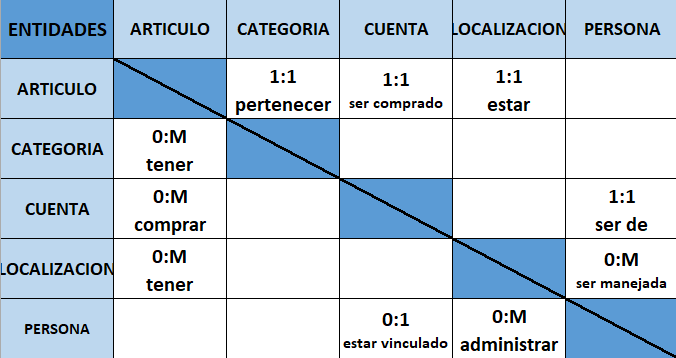 ENTIDADES ARTICULO CATEGORIA CUENTA LOCALIZACION PERSONA
ARTICULO 1:1 1:1 1:1
pertenecer ser comprado estar
CATEGORIA 0:M
tener
CUENTA 0:M 1:1
comprar ser de
LOCALIZACION 0:M 0:M
tener ser manejada
PERSONA 0:1 0:M
estar vinculado administrar